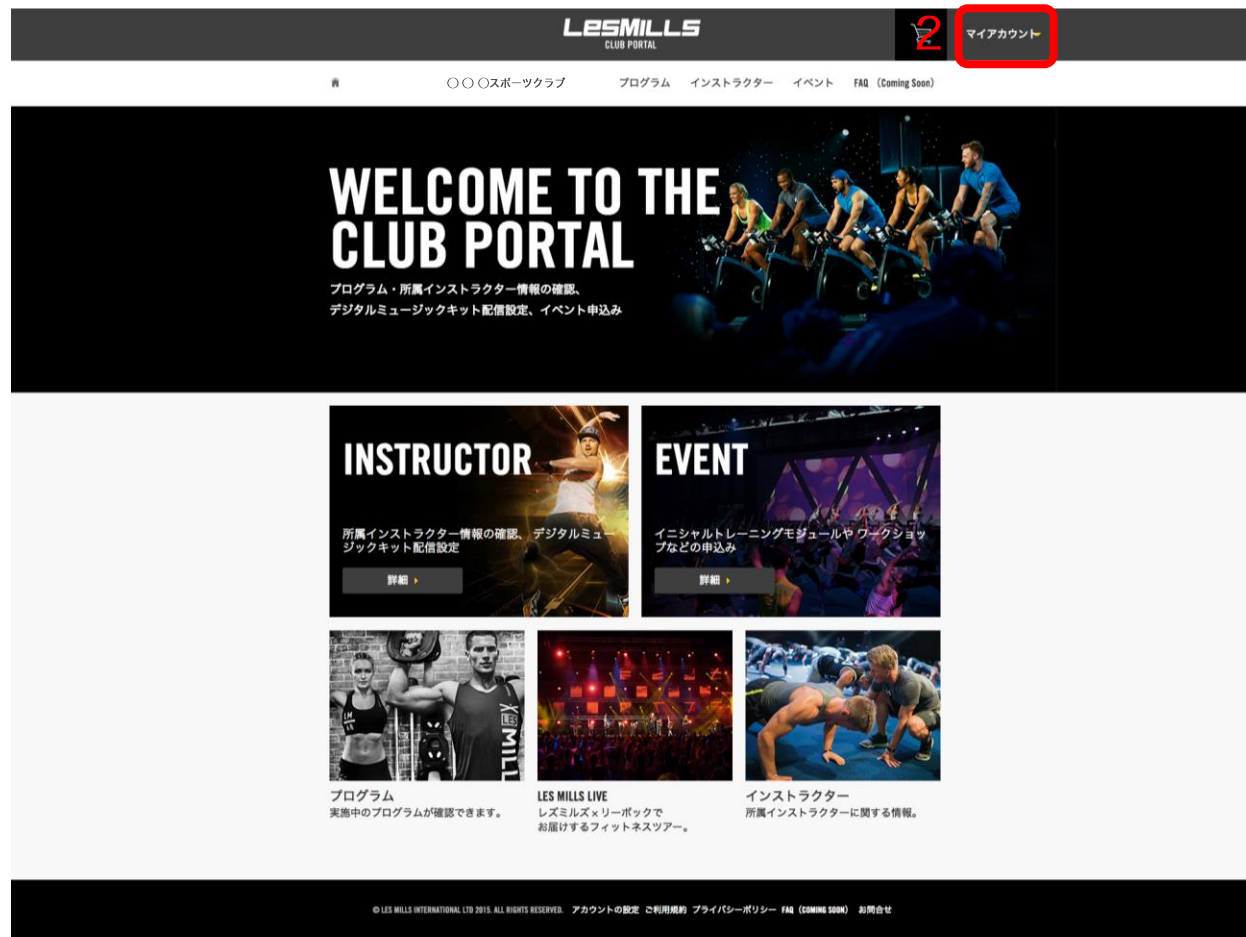 LESMILLS
CLUB PORTAL
2
マイアカウント
〇〇〇スポーツクラブ
プログラム
インストラクター
イベント
FAQ （Coming Soon）
WELCOME TO THE
CLUB PORTAL
プログラム・所属インストラクター情報の確認、
デジタルミュージックキット配信設定、イベント申込み
INSTRUCTOR
所属インストラクター情報の確認、 デジタルミュー
ジックキット配信設定
詳細
EVENT
イニシャルトレーニングモジュールや ワークショッ
プなどの申込み
詳細
LES MILL
プログラム
実施中のプログラムが確認できます。
LES MILLS LIVE
レズミルズ×リーボックで
お届けするフィットネスツアー。
インストラクター
所属インストラクターに関する情報。
© LES MILLS INTERNATIONAL LTD 2015. ALL RIGHTS RESERVED. アカウントの設定 ご利用規約 プライバシーポリシー FAQ（COMING SOON） お問合せ